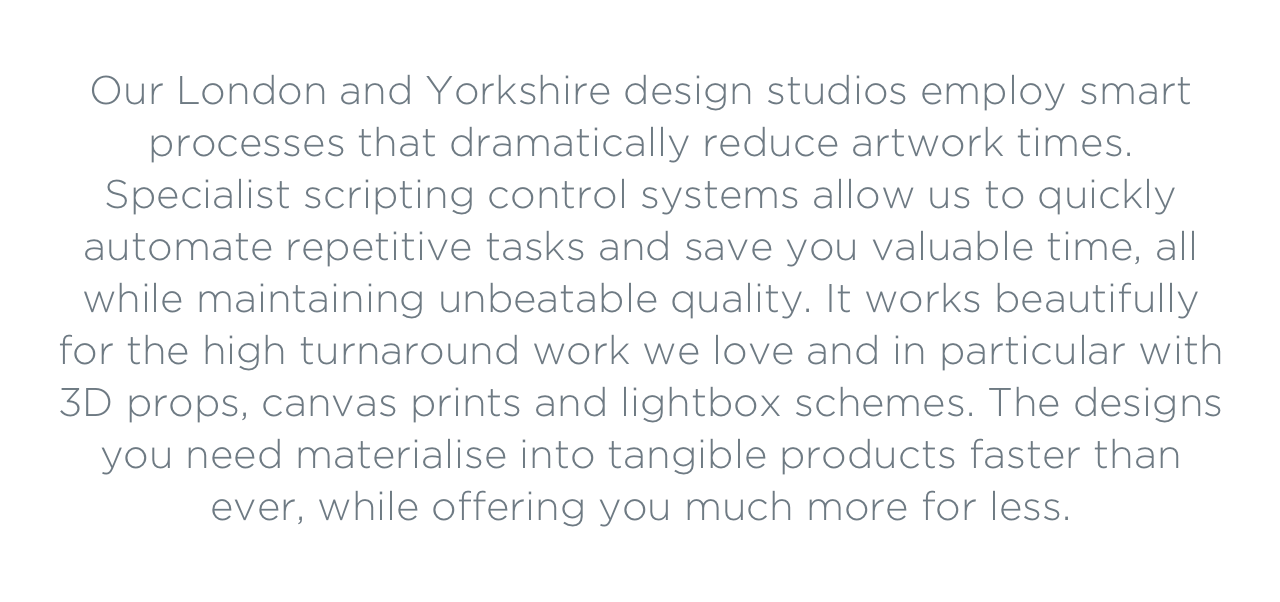 Our London and Yorkshire design studios employ smart
processes that dramatically reduce artwork times.
Specialist scripting control systems allow us to quickly
automate repetitive tasks and save you valuable time, all
while maintaining unbeatable quality. It works beautifully
for the high turnaround work we love and in particular with
3D props, canvas prints and lightbox schemes. The designs
you need materialise into tangible products faster than
ever, while offering you much more for less.